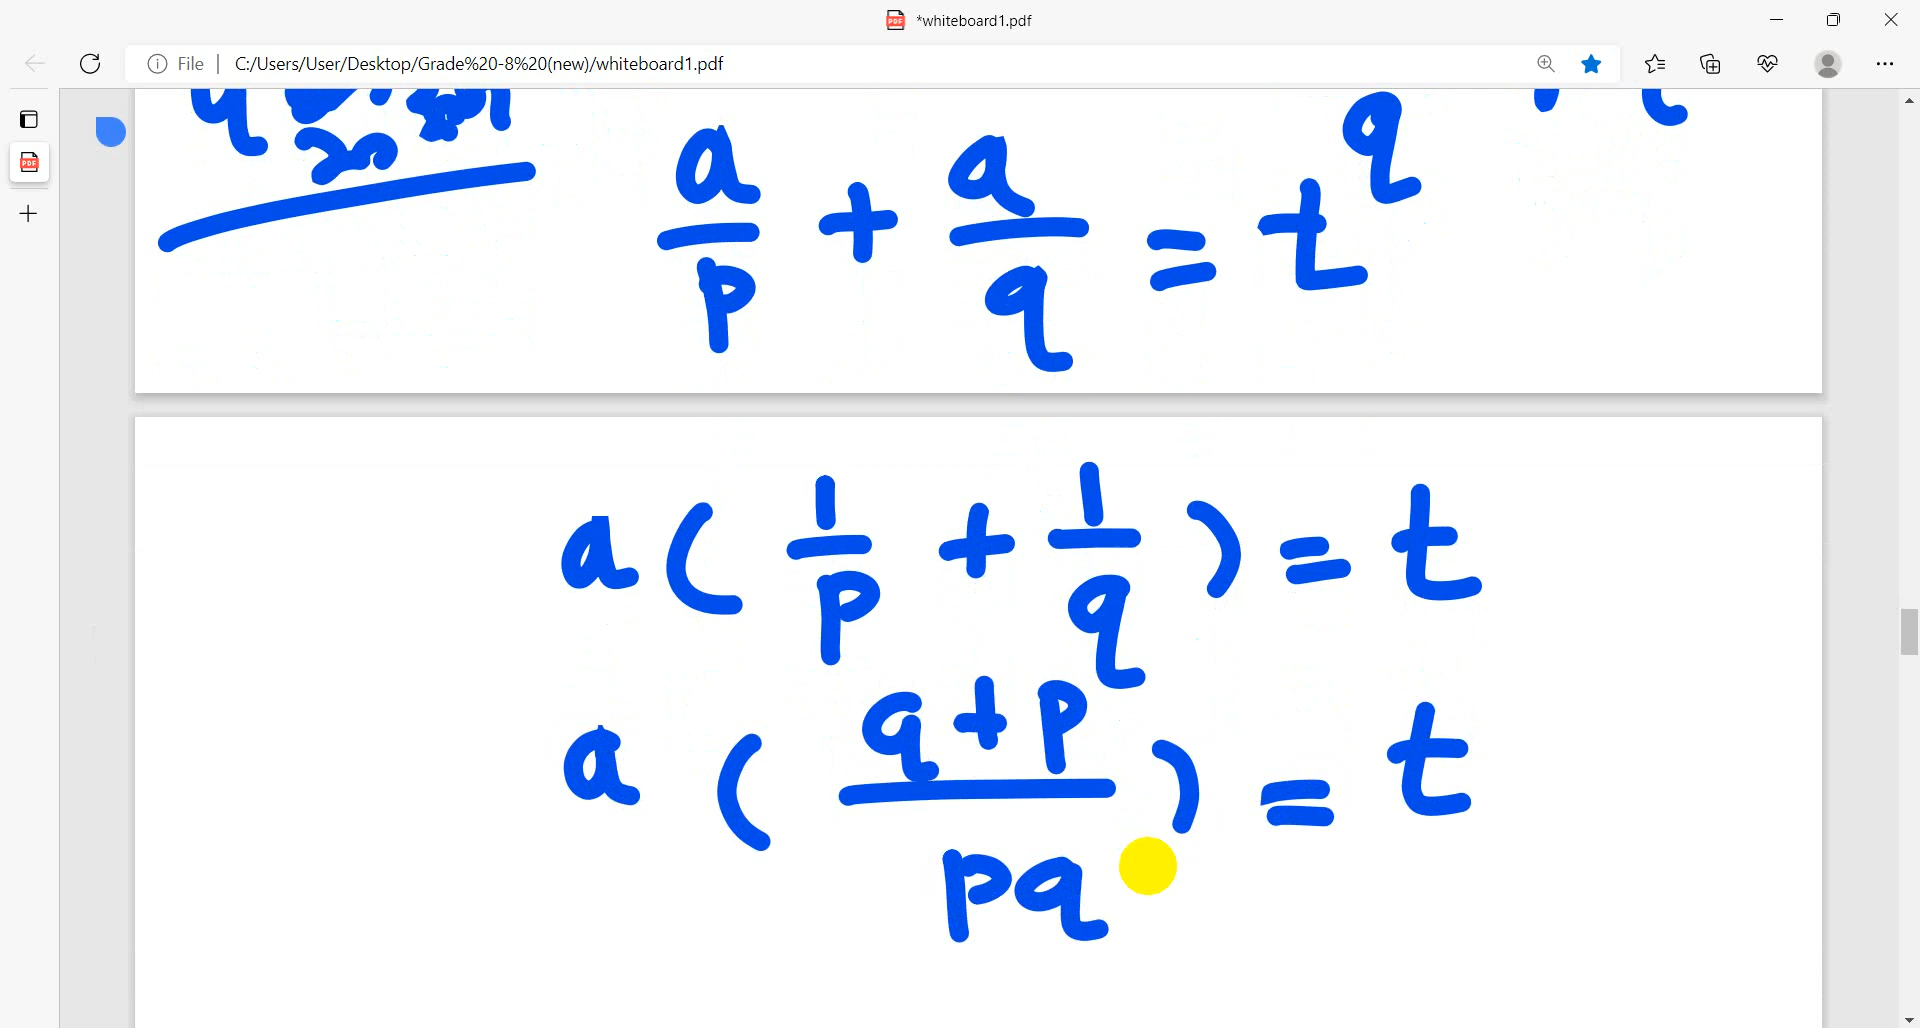 *whiteboard1.pdf
File | C:/Users/User/Desktop/Grade%20-8%20(new)/whiteboard1.pdf
a/p + a/q = t
q
a ( 1/p + 1/q ) = t
a ( q+p/pq ) = t